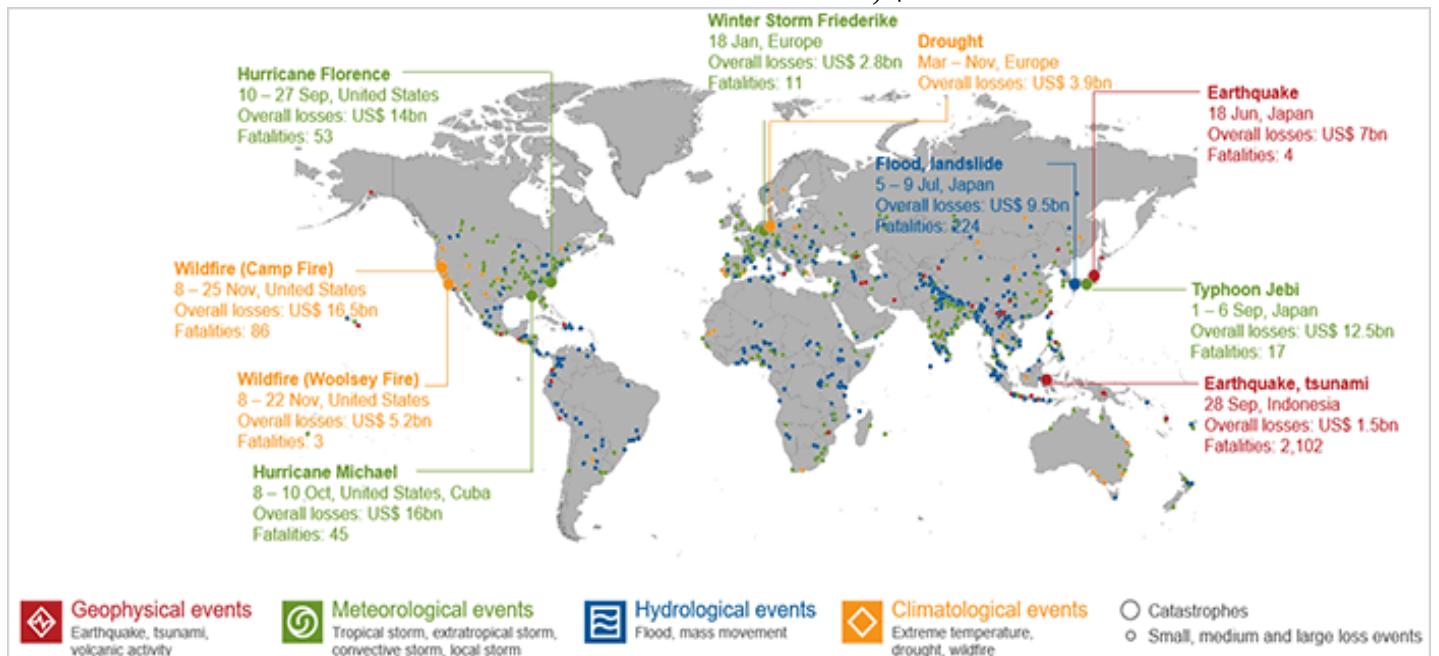 Winter Storm Friederike
18 Jan, Europe
Overall losses: US$ 2.8bn
Fatalities: 11
Drought
Mar – Nov, Europe
Overall losses: US$ 3.9bn
Hurricane Florence
10 – 27 Sep, United States
Overall losses: US$ 14bn
Fatalities: 53
Earthquake
18 Jun, Japan
Overall losses: US$ 7bn
Fatalities: 4
Flood, landslide
5 – 9 Jul, Japan
Overall losses: US$ 9.5bn
Fatalities: 224
Wildfire (Camp Fire)
8 – 25 Nov, United States
Overall losses: US$ 16.5bn
Fatalities: 86
Typhoon Jebi
1 – 6 Sep, Japan
Overall losses: US$ 12.5bn
Fatalities: 17
Wildfire (Woolsey Fire)
8 – 22 Nov, United States
Overall losses: US$ 5.2bn
Fatalities: 3
Earthquake, tsunami
28 Sep, Indonesia
Overall losses: US$ 1.5bn
Fatalities: 2,102
Hurricane Michael
8 – 10 Oct, United States, Cuba
Overall losses: US$ 16bn
Fatalities: 45
Geophysical events
Earthquake, tsunami,
volcanic activity
Meteorological events
Tropical storm, extratropical storm,
convective storm, local storm
Hydrological events
Flood, mass movement
Climatological events
Extreme temperature,
drought, wildfire
Catastrophes
Small, medium and large loss events